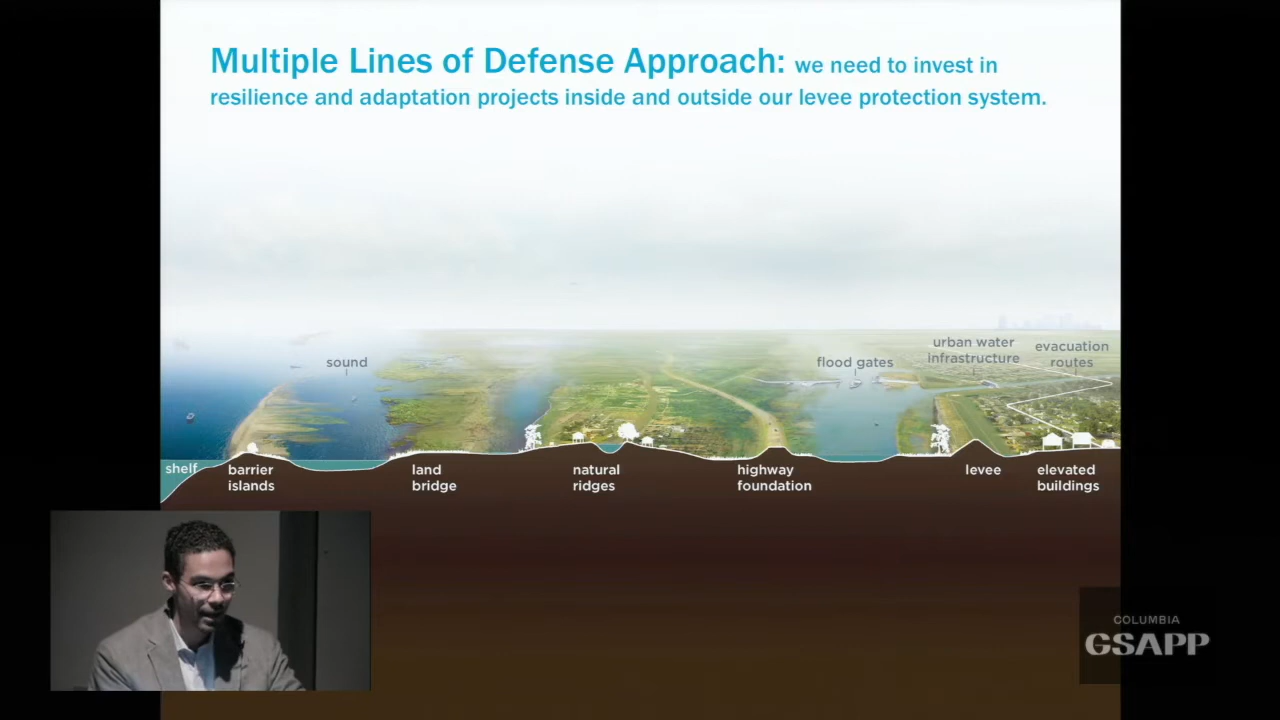 Multiple Lines of Defense Approach: we need to invest in
resilience and adaptation projects inside and outside our levee protection system.
sound
flood gates
urban water
infrastructure
evacuation
routes
shelf
barrier
islands
land
bridge
natural
ridges
highway
foundation
levee
elevated
buildings
COLUMBIA
GSAPP